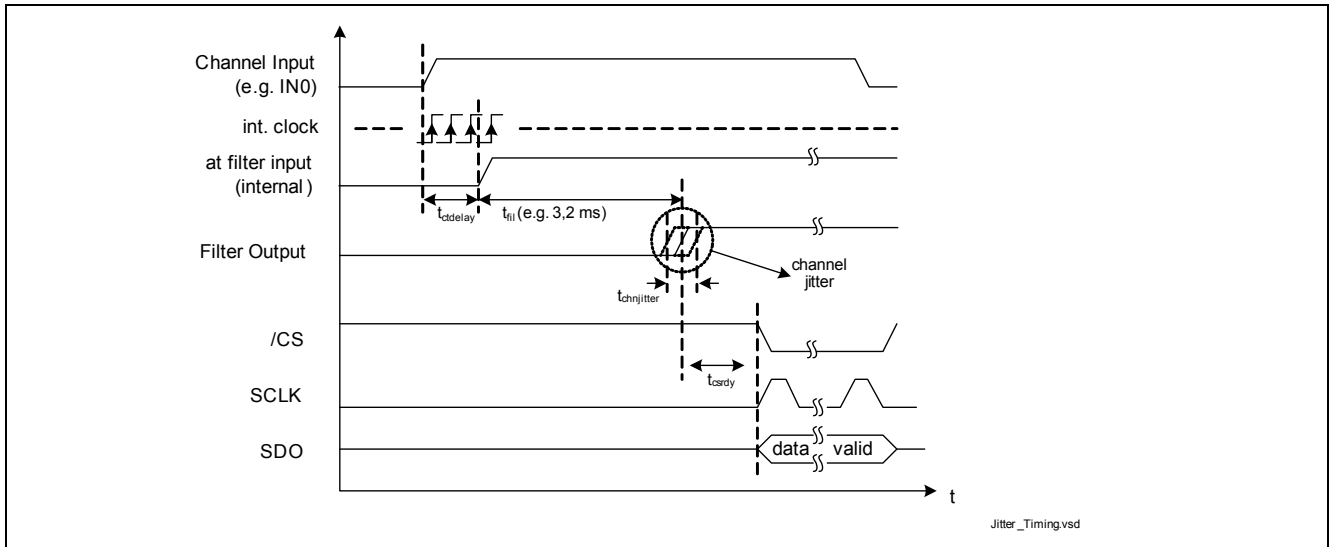 Channel Input
(e.g. IN0)
int. clock
at filter input
(internal)
tctdelay
tfil (e.g. 3,2 ms)
Filter Output
channel
jitter
tchnjitter
/CS
tcsrdy
SCLK
SDO
data valid
t
Jitter_Timing.vsd